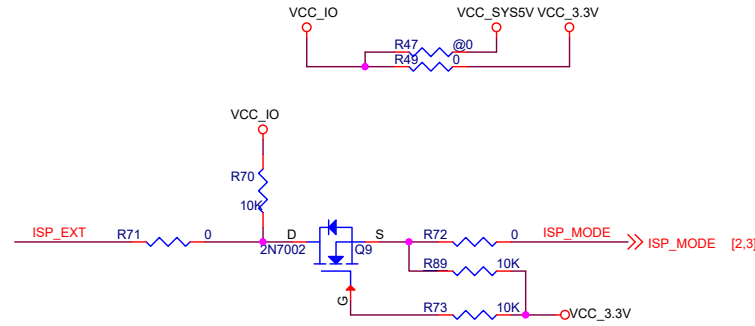 VCC_IO VCC_SYS5V VCC_3.3V
R47 @0
R49 0
VCC_IO
R70
10K
ISP_EXT R71 0 D S R72 0 ISP_MODE ISP_MODE [2,3]
2N7002 Q9
R89 10K
G R73 10K VCC_3.3V